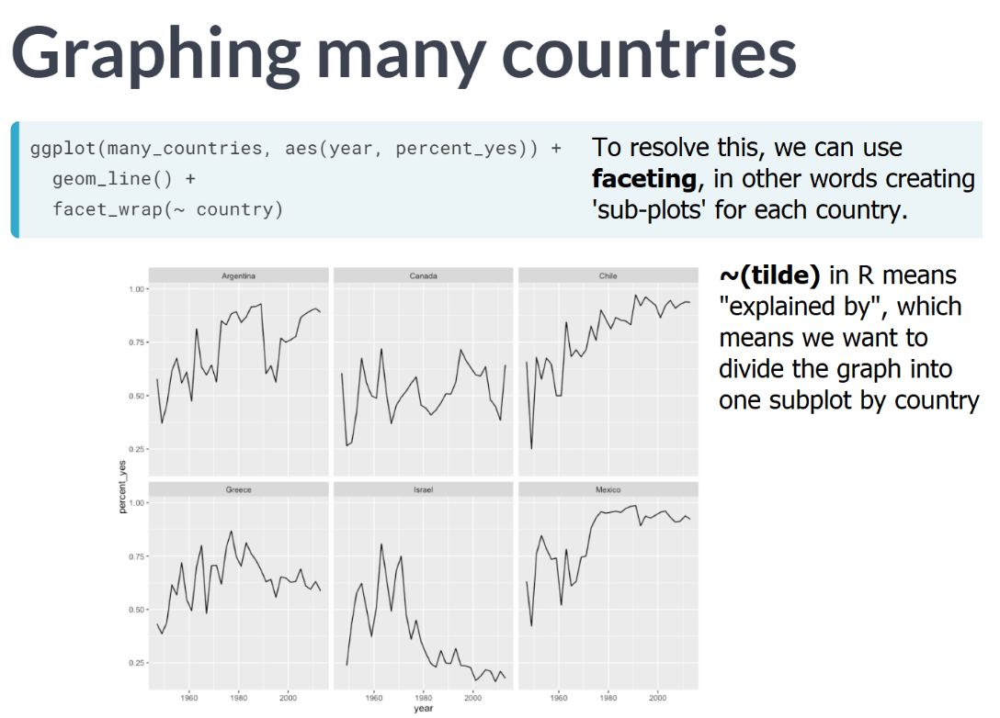 Graphing many countries
ggplot(many_countries, aes(year, percent_yes)) +
geom_line() +
facet_wrap(~ country)
To resolve this, we can use
faceting, in other words creating
'sub-plots' for each country.
~(tilde) in R means
"explained by", which
means we want to
divide the graph into
one subplot by country
Argentina
Canada
Chile
1.00
0.75
0.50
0.25
percent_yes
Greece
Israel
Mexico
1.00
0.75
0.50
0.25
1960 1980 2000
1960 1980 2000
1960 1980 2000
year